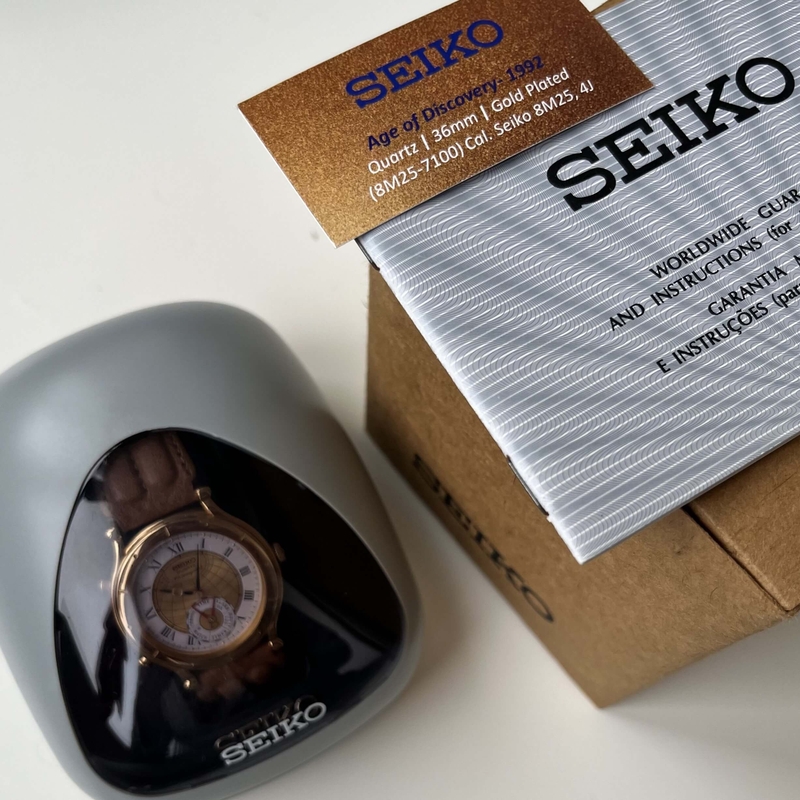 SEIKO
Age of Discovery- 1992
Quartz | 36mm | Gold Plated
(8M25-7100) Cal. Seiko 8M25, 4J
SEIKO
WORLDWIDE GUAR
AND INSTRUCTIONS (for
GARANTIA
E INSTRUÇÕES (par
SEIKO
SEIKO